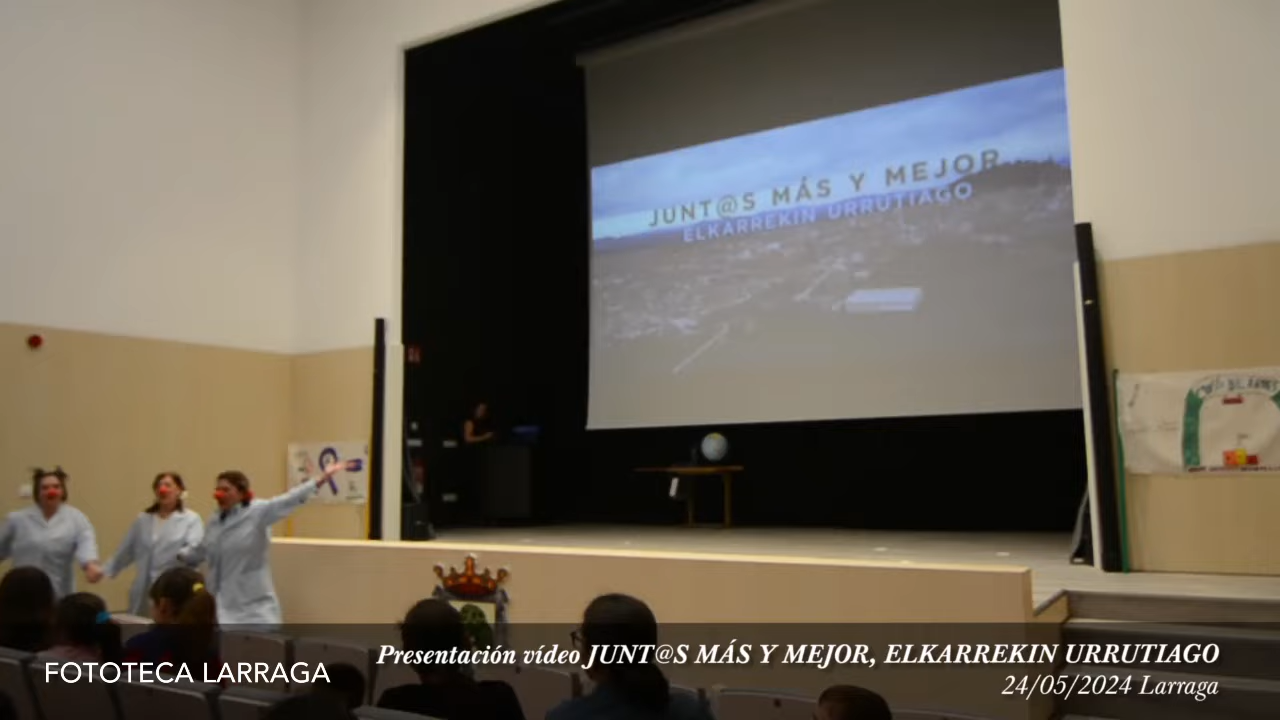 JUNT@S MÁS Y MEJOR
ELKARREKIN URRUTIAGO
FOTOTECA LARRAGA
Presentación vídeo JUNT@S MÁS Y MEJOR, ELKARREKIN URRUTIAGO
24/05/2024 Larraga